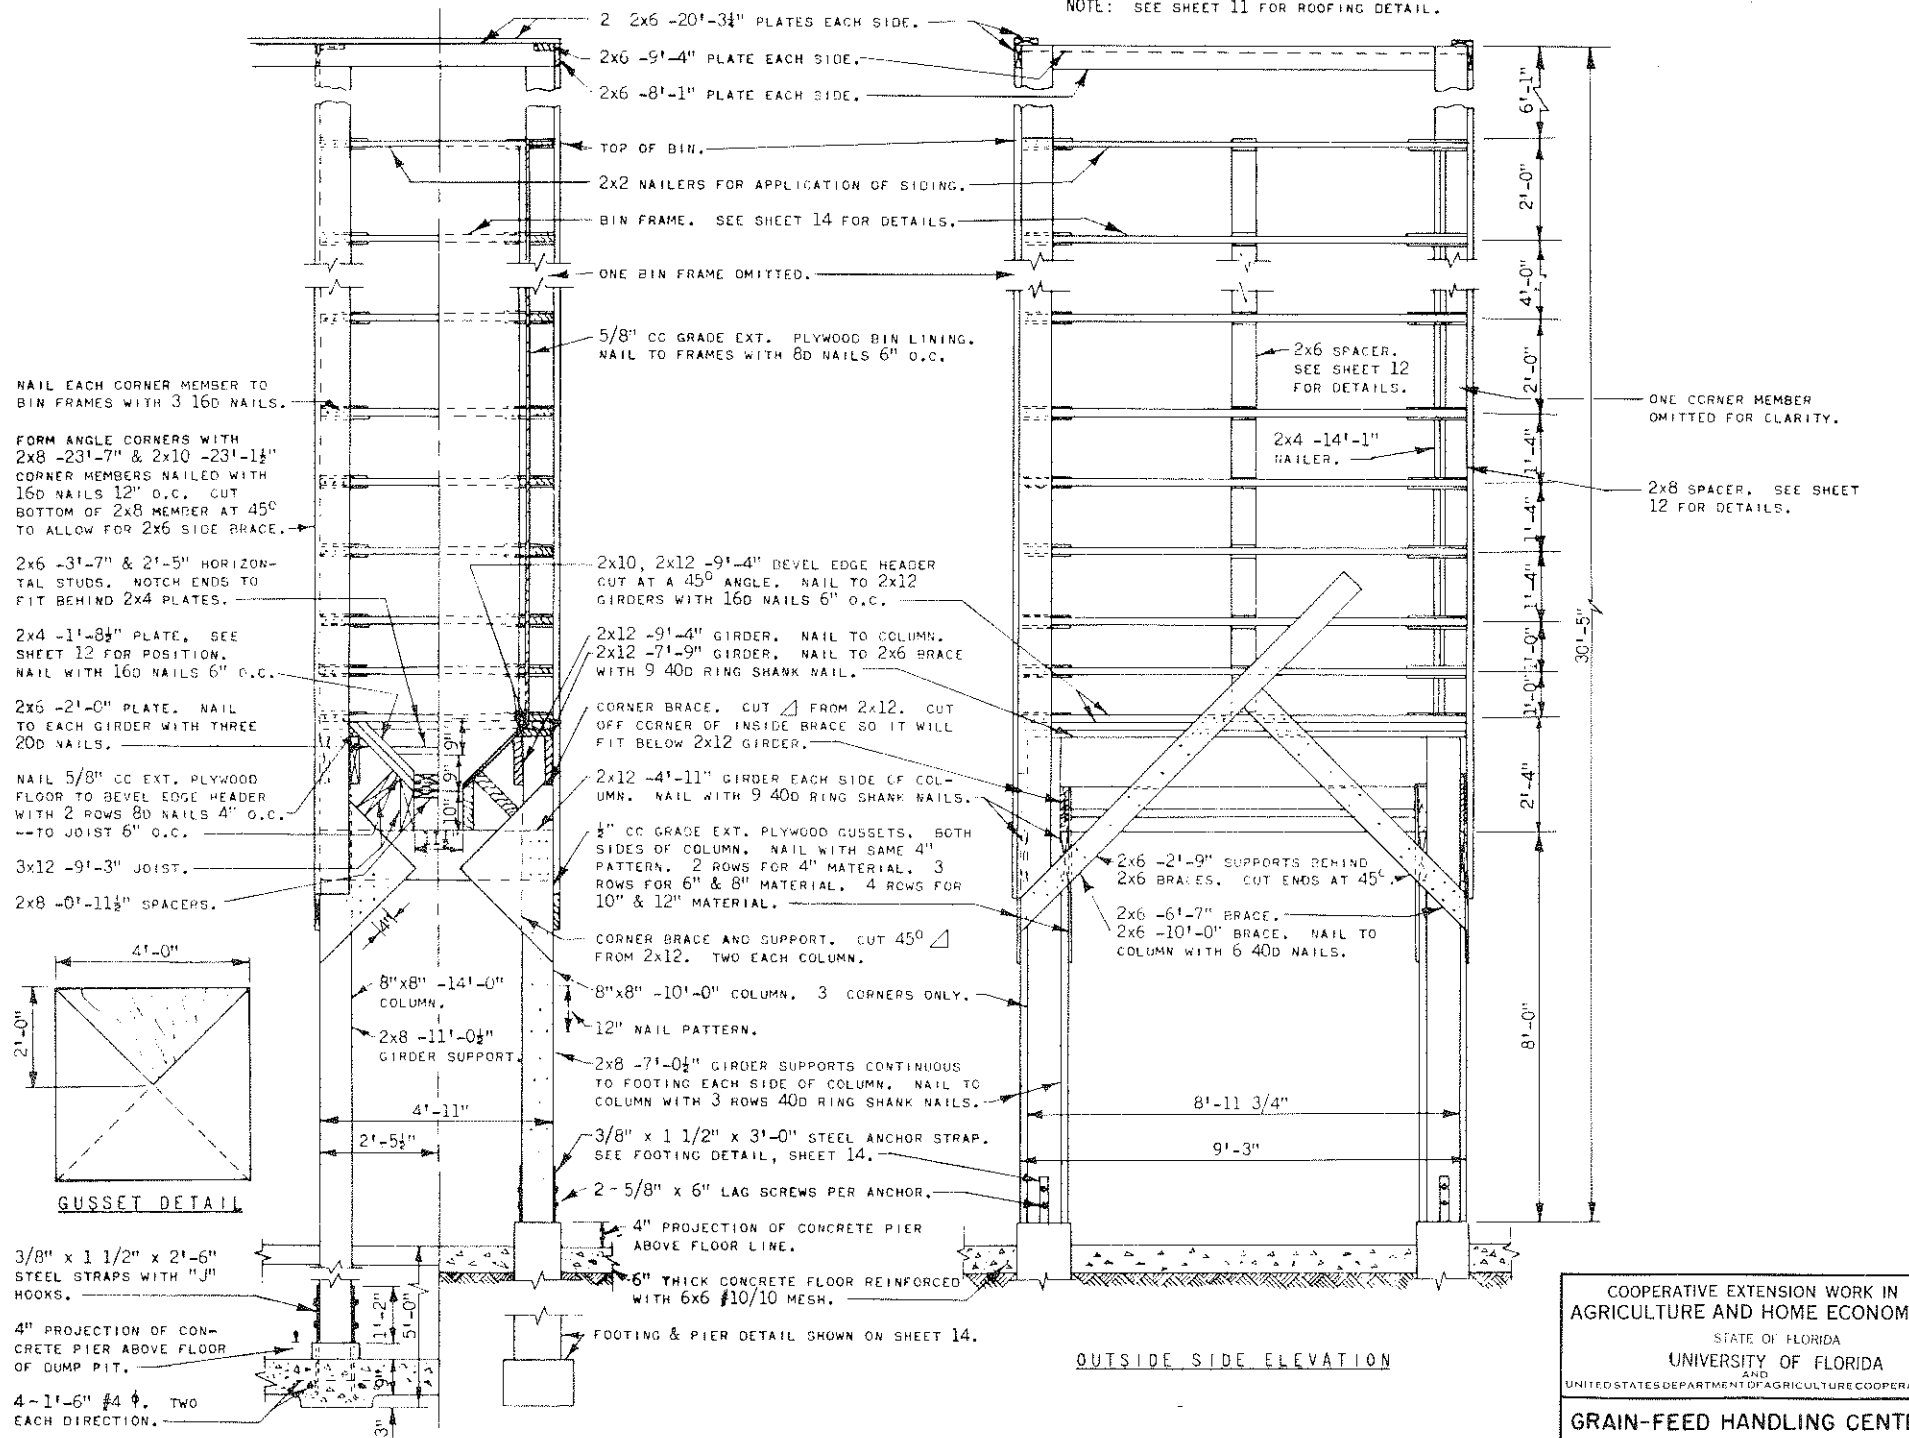 NOTE: SEE SHEET 11 FOR ROOFING DETAIL.
2 2x6 -20'-3¼" PLATES EACH SIDE.
2x6 -9'-4" PLATE EACH SIDE.
2x6 -8'-1" PLATE EACH SIDE.
TOP OF BIN.
2x2 NAILERS FOR APPLICATION OF SIDING.
BIN FRAME. SEE SHEET 14 FOR DETAILS.
ONE BIN FRAME OMITTED.
5/8" CC GRADE EXT. PLYWOOD BIN LINING.
NAIL TO FRAMES WITH 8D NAILS 6" O.C.
NAIL EACH CORNER MEMBER TO
BIN FRAMES WITH 3 16D NAILS.
FORM ANGLE CORNERS WITH
2x8 -23'-7" & 2x10 -23'-1½"
CORNER MEMBERS NAILED WITH
16D NAILS 12" O.C. CUT
BOTTOM OF 2x8 MEMBER AT 45°
TO ALLOW FOR 2x6 SIDE BRACE.
2x6 -3'-7" & 2'-5" HORIZON-
TAL STUDS. NOTCH ENDS TO
FIT BEHIND 2x4 PLATES.
2x4 -1'-8½" PLATE. SEE
SHEET 12 FOR POSITION.
NAIL WITH 16D NAILS 6" O.C.
2x6 -2'-0" PLATE. NAIL
TO EACH GIRDER WITH THREE
20D NAILS.
NAIL 5/8" CC EXT. PLYWOOD
FLOOR TO BEVEL EDGE HEADER
WITH 2 ROWS 8D NAILS 4" O.C.
--TO JOIST 6" O.C.
3x12 -9'-3" JOIST.
2x8 -0'-11½" SPACERS.
2x10, 2x12 -9'-4" BEVEL EDGE HEADER
CUT AT A 45° ANGLE. NAIL TO 2x12
GIRDERS WITH 16D NAILS 6" O.C.
2x12 -9'-4" GIRDER. NAIL TO COLUMN.
2x12 -7'-9" GIRDER. NAIL TO 2x6 BRACE
WITH 9 40D RING SHANK NAIL.
CORNER BRACE. CUT FROM 2x12. CUT
OFF CORNER OF INSIDE BRACE SO IT WILL
FIT BELOW 2x12 GIRDER.
2x12 -4'-11" GIRDER EACH SIDE OF COL-
UMN. NAIL WITH 9 40D RING SHANK NAILS.
½" CC GRADE EXT. PLYWOOD GUSSETS. BOTH
SIDES OF COLUMN. NAIL WITH SAME 4"
PATTERN. 2 ROWS FOR 4" MATERIAL. 3
ROWS FOR 6" & 8" MATERIAL. 4 ROWS FOR
10" & 12" MATERIAL.
CORNER BRACE AND SUPPORT. CUT 45°
FROM 2x12. TWO EACH COLUMN.
8"x8" -10'-0" COLUMN. 3 CORNERS ONLY.
12" NAIL PATTERN.
2x8 -7'-0½" GIRDER SUPPORTS CONTINUOUS
TO FOOTING EACH SIDE OF COLUMN. NAIL TO
COLUMN WITH 3 ROWS 40D RING SHANK NAILS.
3/8" x 1 1/2" x 3'-0" STEEL ANCHOR STRAP.
SEE FOOTING DETAIL, SHEET 14.
2 - 5/8" x 6" LAG SCREWS PER ANCHOR.
4" PROJECTION OF CONCRETE PIER
ABOVE FLOOR LINE.
6" THICK CONCRETE FLOOR REINFORCED
WITH 6x6 #10/10 MESH.
FOOTING & PIER DETAIL SHOWN ON SHEET 14.
8"x8" -14'-0"
COLUMN.
2x8 -11'-0½"
GIRDER SUPPORT.
9"
9"
10"
4"
4'-11"
2'-5½"
4'-0"
2'-0"
GUSSET DETAIL
3/8" x 1 1/2" x 2'-6"
STEEL STRAPS WITH "J"
HOOKS.
4" PROJECTION OF CON-
CRETE PIER ABOVE FLOOR
OF DUMP PIT.
4 - 1'-6" #4 ɸ. TWO
EACH DIRECTION.
1'-2"
5'-0"
9"
3"
2x6 SPACER.
SEE SHEET 12
FOR DETAILS.
2x4 -14'-1"
NAILER.
ONE CORNER MEMBER
OMITTED FOR CLARITY.
2x8 SPACER. SEE SHEET
12 FOR DETAILS.
2x6 -2'-9" SUPPORTS BEHIND
2x6 BRACES. CUT ENDS AT 45°.
2x6 -6'-7" BRACE.
2x6 -10'-0" BRACE. NAIL TO
COLUMN WITH 6 40D NAILS.
6'-1"
2'-0"
4'-0"
2'-0"
1'-4"
1'-4"
1'-4"
1'-0"
1'-0"
2'-4"
8'-0"
30'-5"
8'-11 3/4"
9'-3"
OUTSIDE SIDE ELEVATION
COOPERATIVE EXTENSION WORK IN
AGRICULTURE AND HOME ECONOM
STATE OF FLORIDA
UNIVERSITY OF FLORIDA
AND
UNITED STATES DEPARTMENT OF AGRICULTURE COOPERA
GRAIN-FEED HANDLING CENT